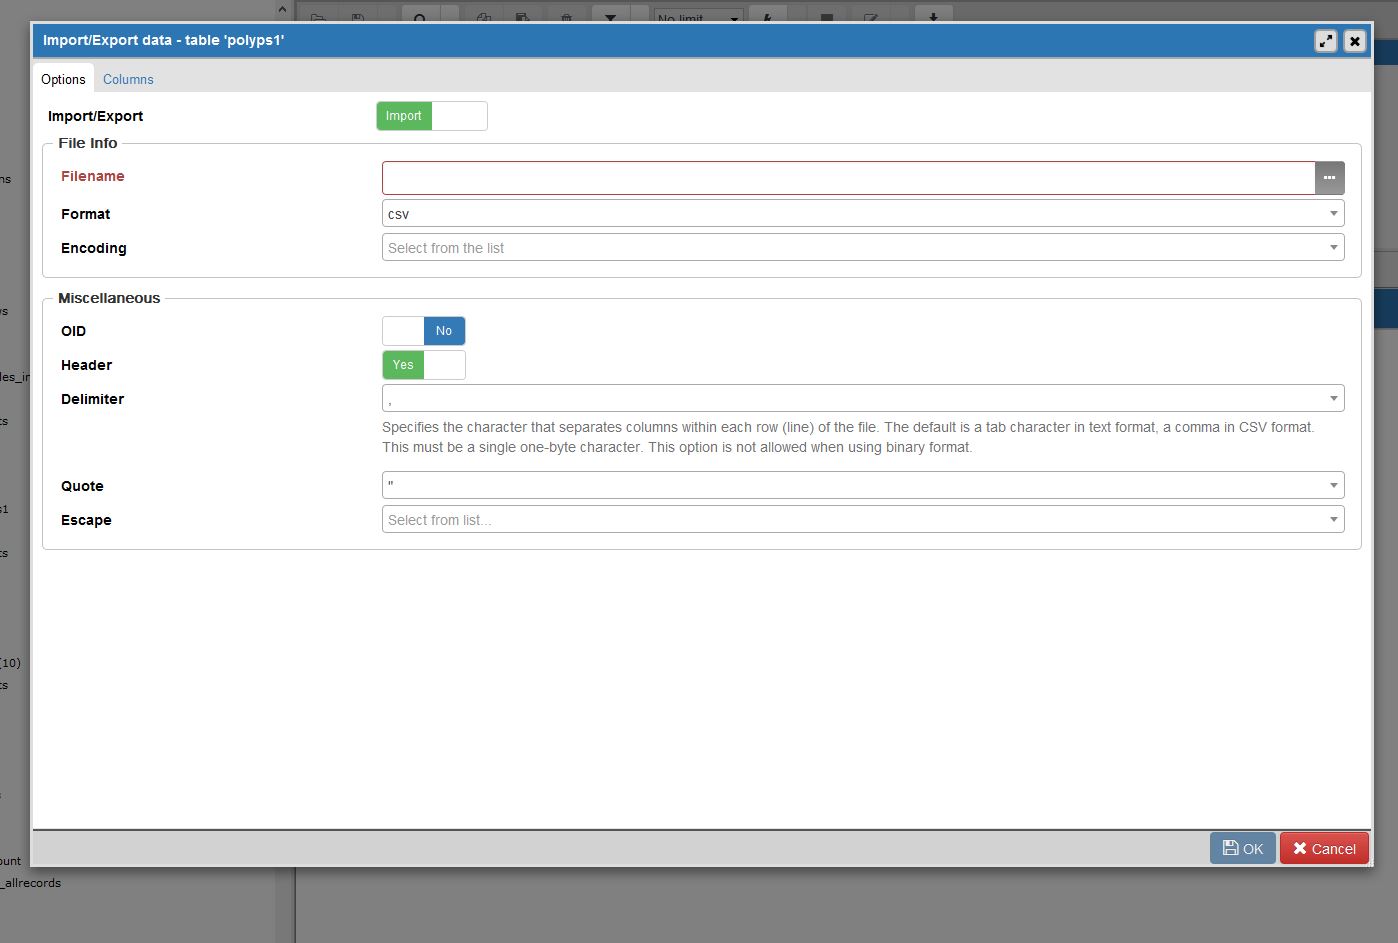 No limit
Import/Export data - table 'polyps1'
Options
Columns
Import/Export
Import
File Info
Filename
Format
csv
Encoding
Select from the list
Miscellaneous
OID
No
Header
Yes
Delimiter
,
Specifies the character that separates columns within each row (line) of the file. The default is a tab character in text format, a comma in CSV format.
This must be a single one-byte character. This option is not allowed when using binary format.
Quote
"
Escape
Select from list...
OK
Cancel
ns
les_in
ts
s1
ts
(10)
ts
ount
_allrecords